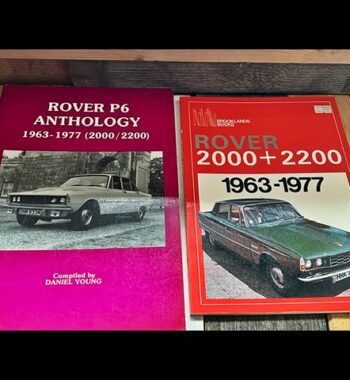 ROVER P6
ANTHOLOGY
1963-1977 (2000/2200)
Compiled by
DANIEL YOUNG
BROOKLANDS
BOOKS
ROVER
2000+2200
1963-1977